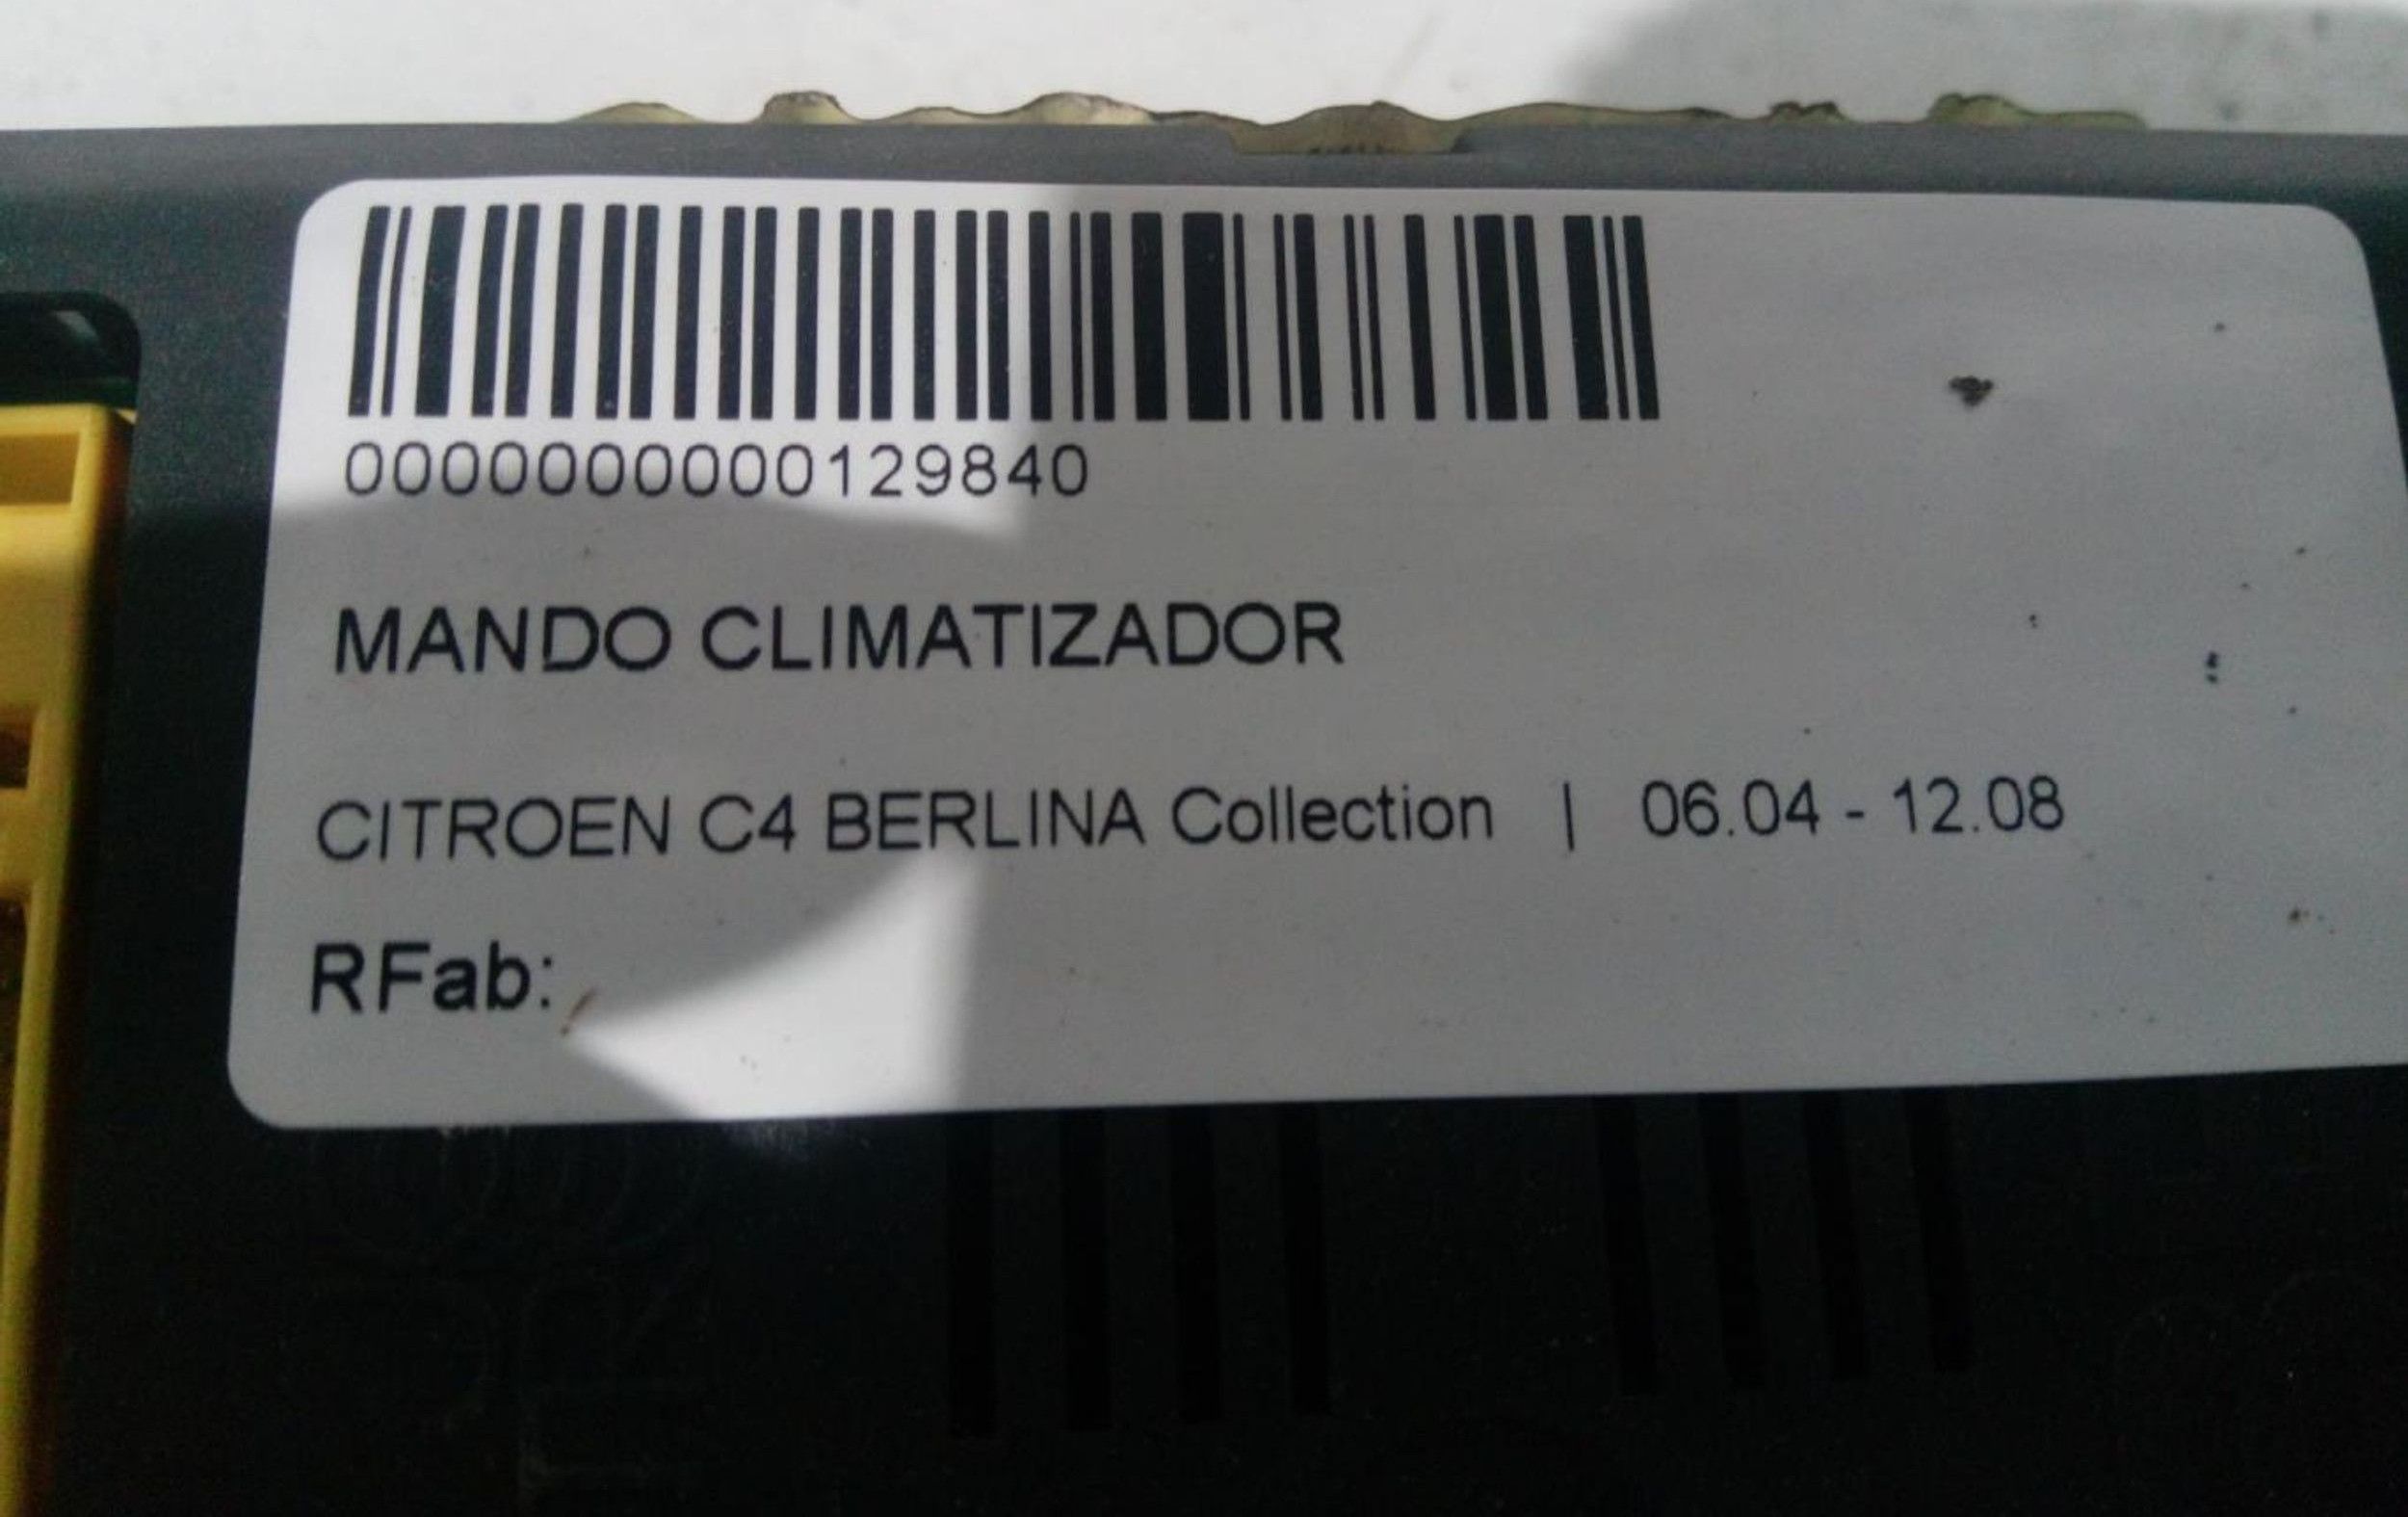 0000000000129840
MANDO CLIMATIZADOR
CITROEN C4 BERLINA Collection | 06.04 - 12.08
RFab: